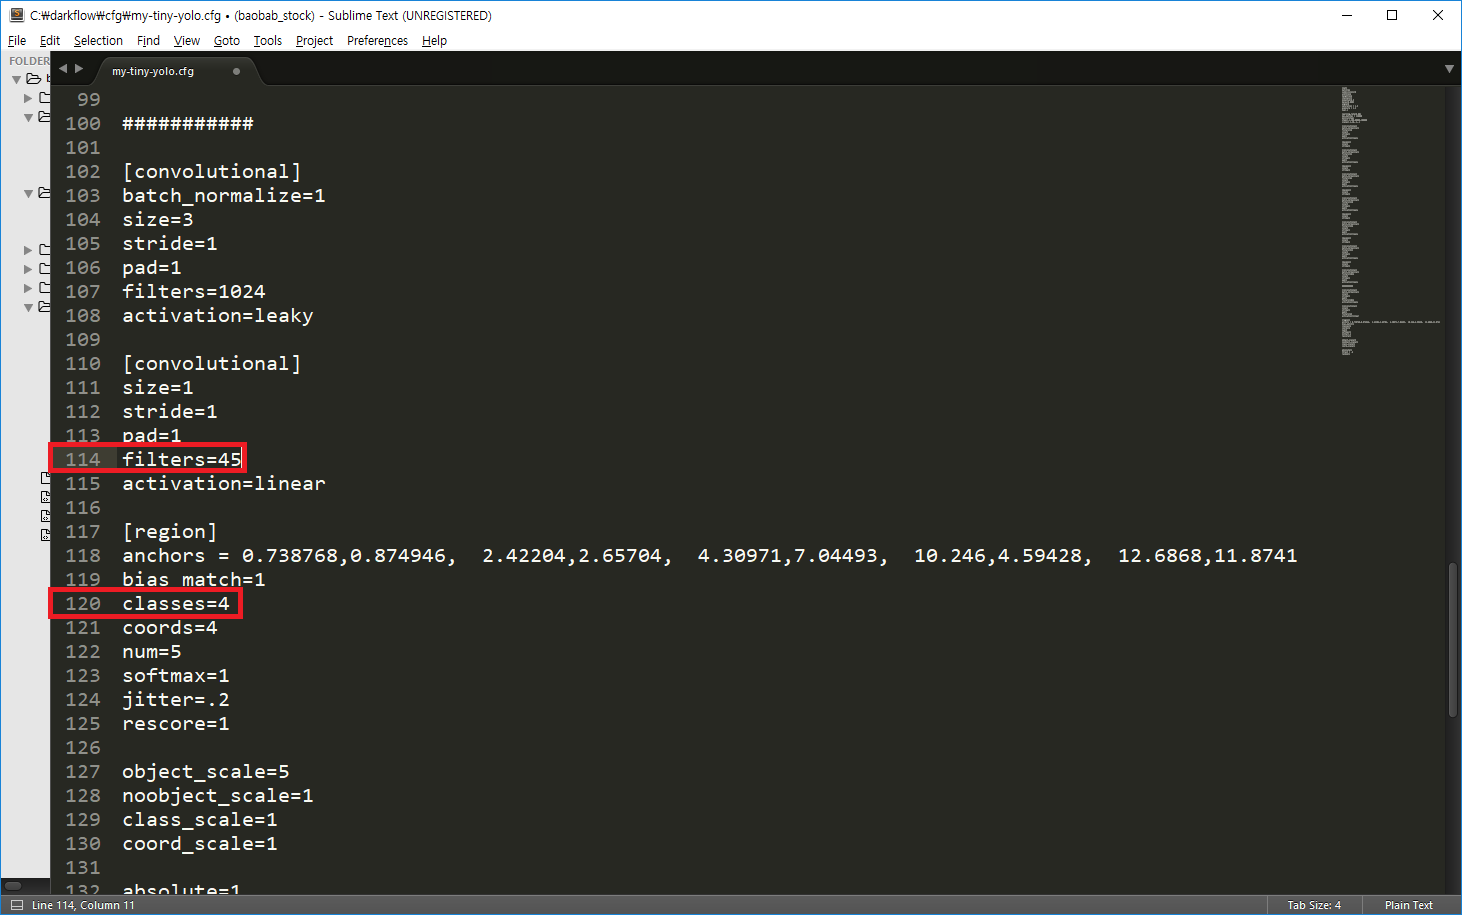 C:₩darkflow₩cfg₩my-tiny-yolo.cfg • (baobab_stock) - Sublime Text (UNREGISTERED)
File Edit Selection Find View Goto Tools Project Preferences Help
FOLDER
my-tiny-yolo.cfg
99
100 ###########
101
102 [convolutional]
103 batch_normalize=1
104 size=3
105 stride=1
106 pad=1
107 filters=1024
108 activation=leaky
109
110 [convolutional]
111 size=1
112 stride=1
113 pad=1
114 filters=45
115 activation=linear
116
117 [region]
118 anchors = 0.738768,0.874946,  2.42204,2.65704,  4.30971,7.04493,  10.246,4.59428,  12.6868,11.8741
119 bias_match=1
120 classes=4
121 coords=4
122 num=5
123 softmax=1
124 jitter=.2
125 rescore=1
126
127 object_scale=5
128 noobject_scale=1
129 class_scale=1
130 coord_scale=1
131
132 absolute=1
Line 114, Column 11 Tab Size: 4 Plain Text